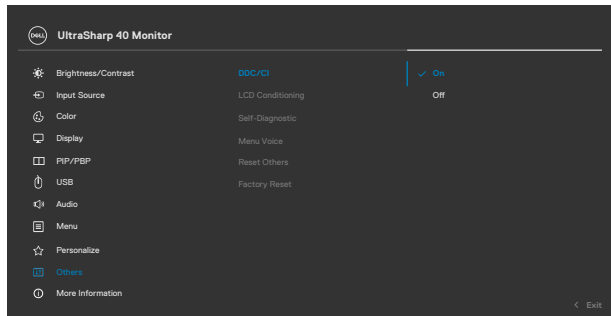 DELL UltraSharp 40 Monitor
Brightness/Contrast DDC/CI On
Input Source LCD Conditioning Off
Color Self-Diagnostic
Display Menu Voice
PIP/PBP Reset Others
USB Factory Reset
Audio
Menu
Personalize
Others
More Information
< Exit